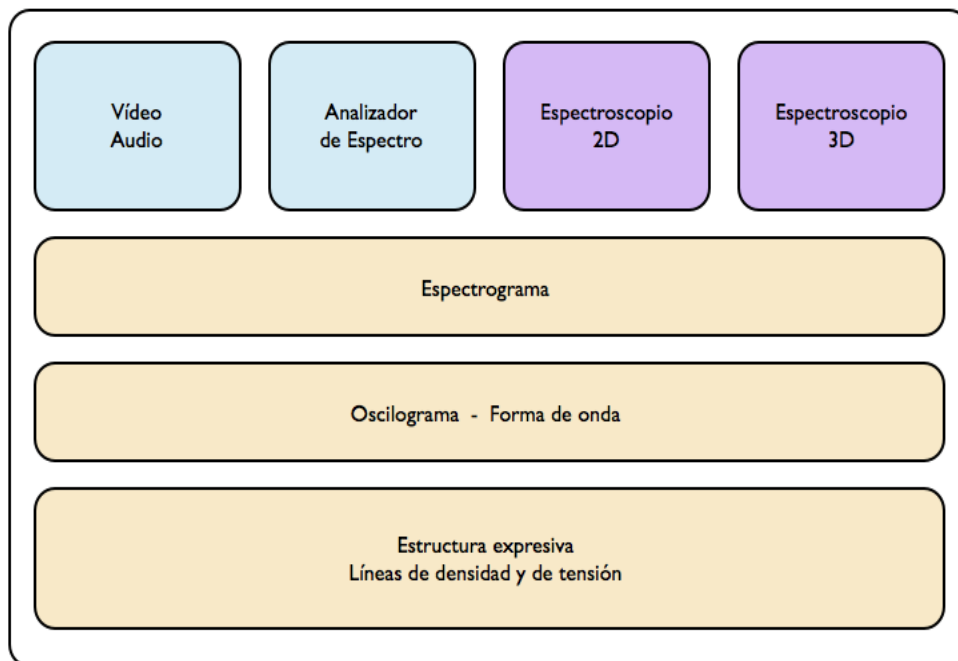 Vídeo
Audio
Analizador
de Espectro
Espectroscopio
2D
Espectroscopio
3D
Espectrograma
Oscilograma - Forma de onda
Estructura expresiva
Líneas de densidad y de tensión